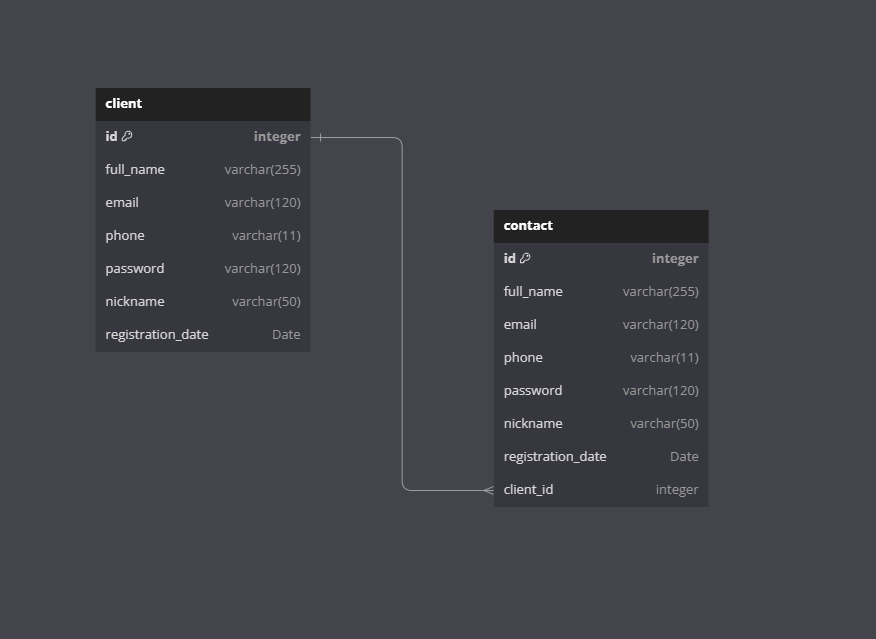 client
id integer
full_name varchar(255)
email varchar(120)
phone varchar(11)
password varchar(120)
nickname varchar(50)
registration_date Date
contact
id integer
full_name varchar(255)
email varchar(120)
phone varchar(11)
password varchar(120)
nickname varchar(50)
registration_date Date
client_id integer